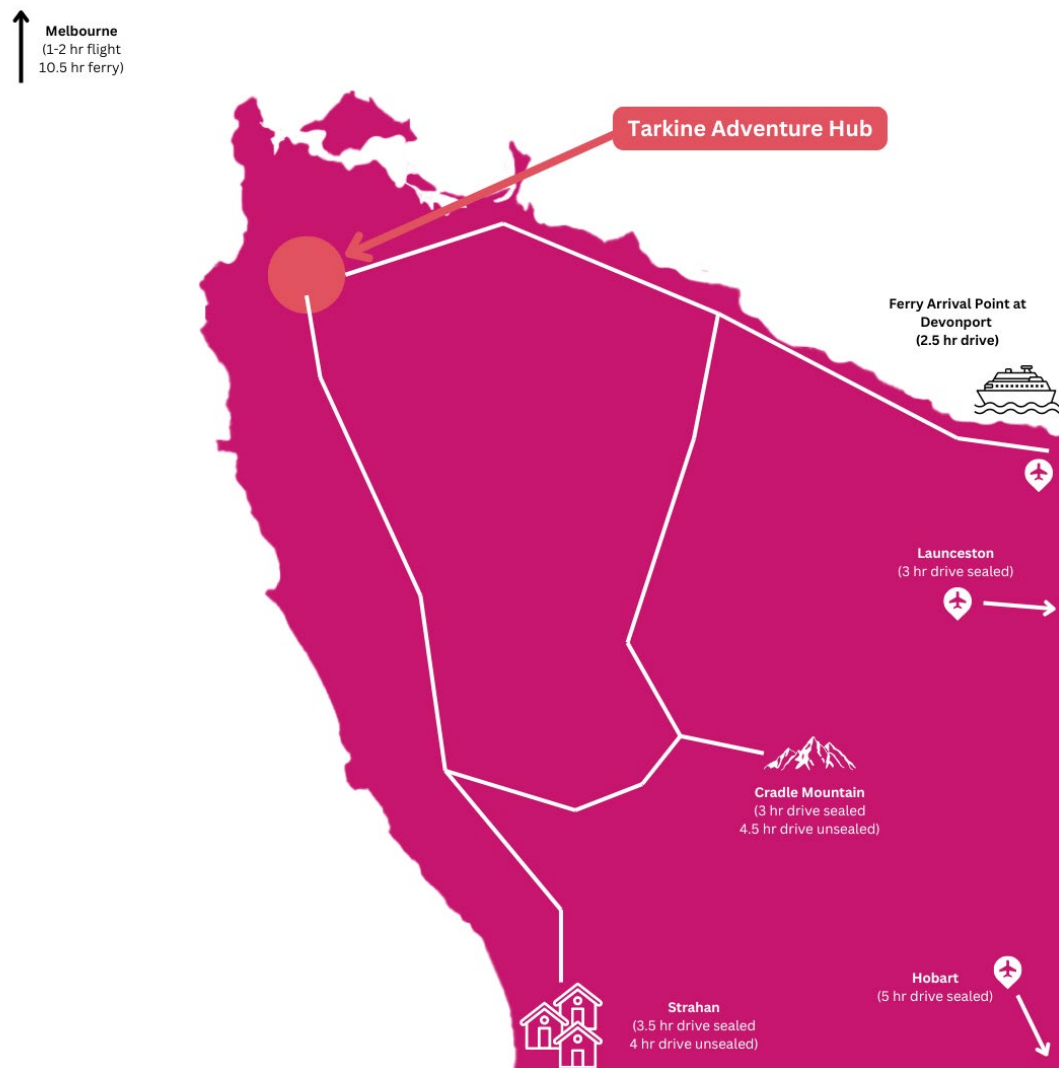 Melbourne
(1-2 hr flight
10.5 hr ferry)
Tarkine Adventure Hub
Ferry Arrival Point at
Devonport
(2.5 hr drive)
Launceston
(3 hr drive sealed)
Cradle Mountain
(3 hr drive sealed
4.5 hr drive unsealed)
Hobart
(5 hr drive sealed)
Strahan
(3.5 hr drive sealed
4 hr drive unsealed)